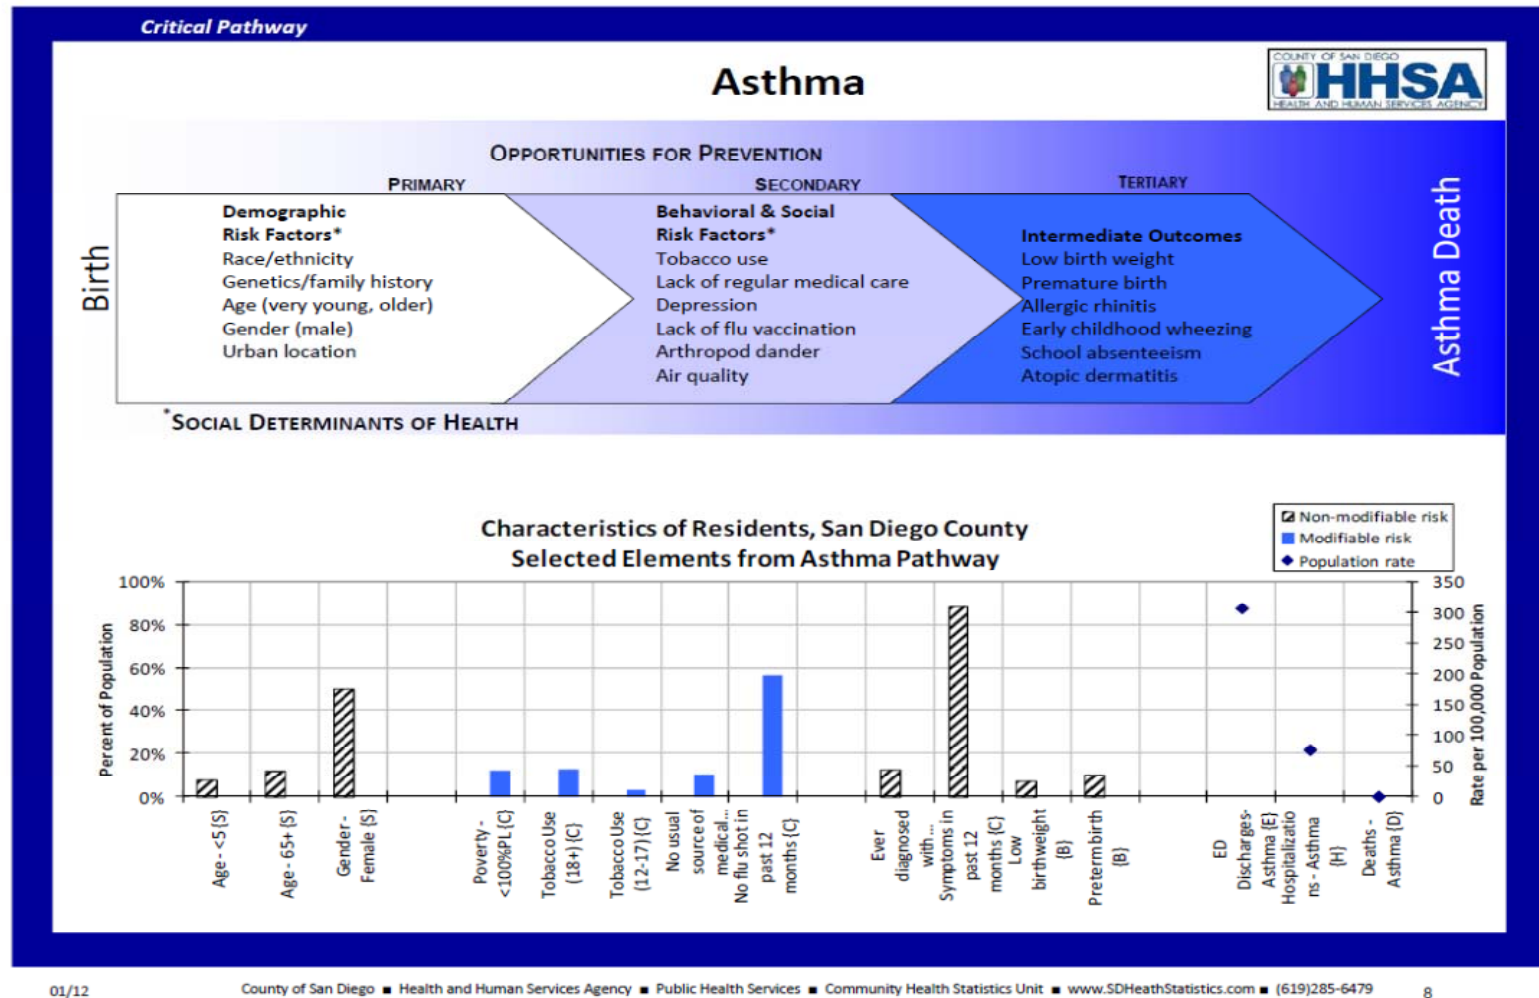 Critical Pathway
Asthma
COUNTY OF SAN DIEGO
HHSA
HEALTH AND HUMAN SERVICES AGENCY
OPPORTUNITIES FOR PREVENTION
PRIMARY
SECONDARY
TERTIARY
Birth
Demographic
Risk Factors*
Race/ethnicity
Genetics/family history
Age (very young, older)
Gender (male)
Urban location
Behavioral & Social
Risk Factors*
Tobacco use
Lack of regular medical care
Depression
Lack of flu vaccination
Arthropod dander
Air quality
Intermediate Outcomes
Low birth weight
Premature birth
Allergic rhinitis
Early childhood wheezing
School absenteeism
Atopic dermatitis
Asthma Death
*SOCIAL DETERMINANTS OF HEALTH
Characteristics of Residents, San Diego County
Selected Elements from Asthma Pathway
Non-modifiable risk
Modifiable risk
Population rate
Percent of Population
100%
80%
60%
40%
20%
0%
350
300
250
200
150
100
50
0
Rate per 100,000 Population
Age - <5 {S}
Age - 65+ {S}
Gender -
Female {S}
Poverty -
<100%PL {C}
Tobacco Use
(18+) {C}
Tobacco Use
(12-17) {C}
No usual
source of
medical...
No flu shot in
past 12
months {C}
Ever
diagnosed
with...
Symptoms in
past 12
months {C}
Low
birthweight
{B}
Preterm birth
{B}
ED
Discharges-
Asthma {E}
Hospitalizatio
ns - Asthma
{H}
Deaths -
Asthma {D}
01/12
County of San Diego ■ Health and Human Services Agency ■ Public Health Services ■ Community Health Statistics Unit ■ www.SDHeathStatistics.com ■ (619)285-6479
8